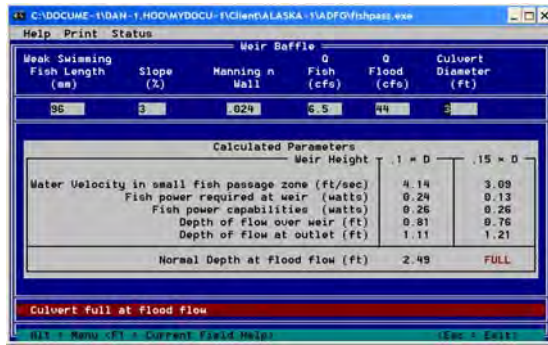 C:\DOCUME~1\DAN~1.HOO\MYDOCU~1\Client\ALASKA~1\ADFG\fishpass.exe
Help Print Status
Weir Baffle
Weak Swimming Q Q Culvert
Fish Length Slope Manning n Fish Flood Diameter
(mm) (%) Wall (cfs) (cfs) (ft)
96 3 .024 6.5 44 3
Calculated Parameters
Weir Height .1 * D .15 * D
Water Velocity in small fish passage zone (ft/sec) 4.14 3.09
Fish power required at weir (watts) 0.24 0.13
Fish power capabilities (watts) 0.26 0.26
Depth of flow over weir (ft) 0.81 0.76
Depth of flow at outlet (ft) 1.11 1.21
Normal Depth at flood flow (ft) 2.49 FULL
Culvert full at flood flow
Alt = Menu <F1 = Current Field Help> <Esc = Exit>